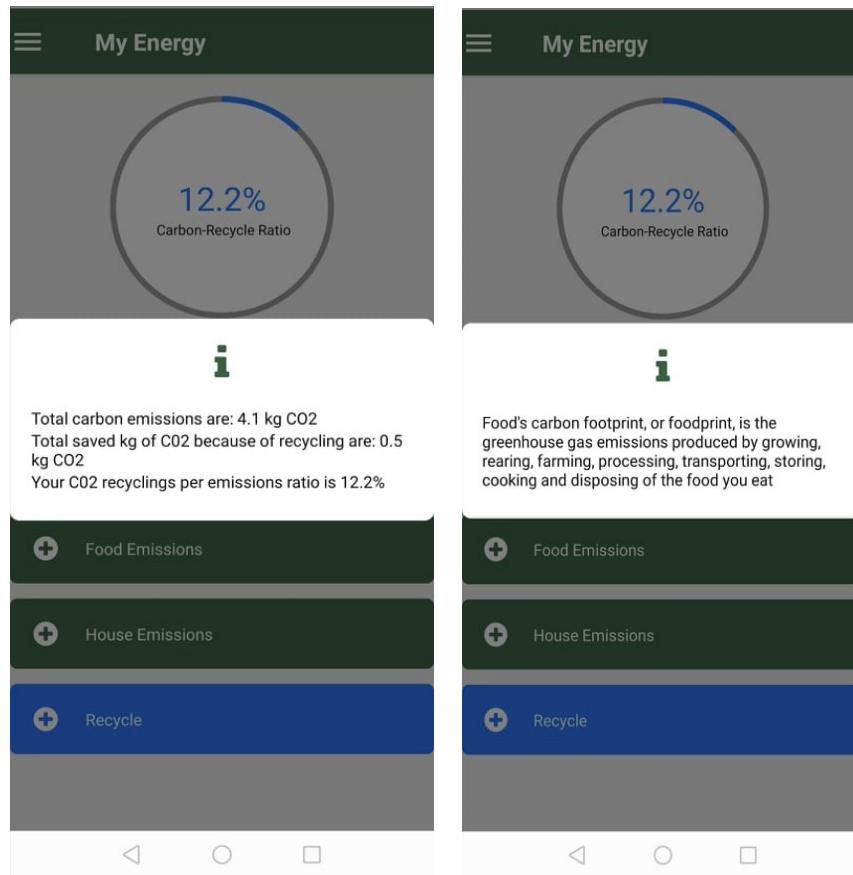 My Energy
12.2%
Carbon-Recycle Ratio
Total carbon emissions are: 4.1 kg CO2
Total saved kg of C02 because of recycling are: 0.5
kg CO2
Your C02 recyclings per emissions ratio is 12.2%
Food Emissions
House Emissions
Recycle
My Energy
12.2%
Carbon-Recycle Ratio
Food's carbon footprint, or foodprint, is the
greenhouse gas emissions produced by growing,
rearing, farming, processing, transporting, storing,
cooking and disposing of the food you eat
Food Emissions
House Emissions
Recycle